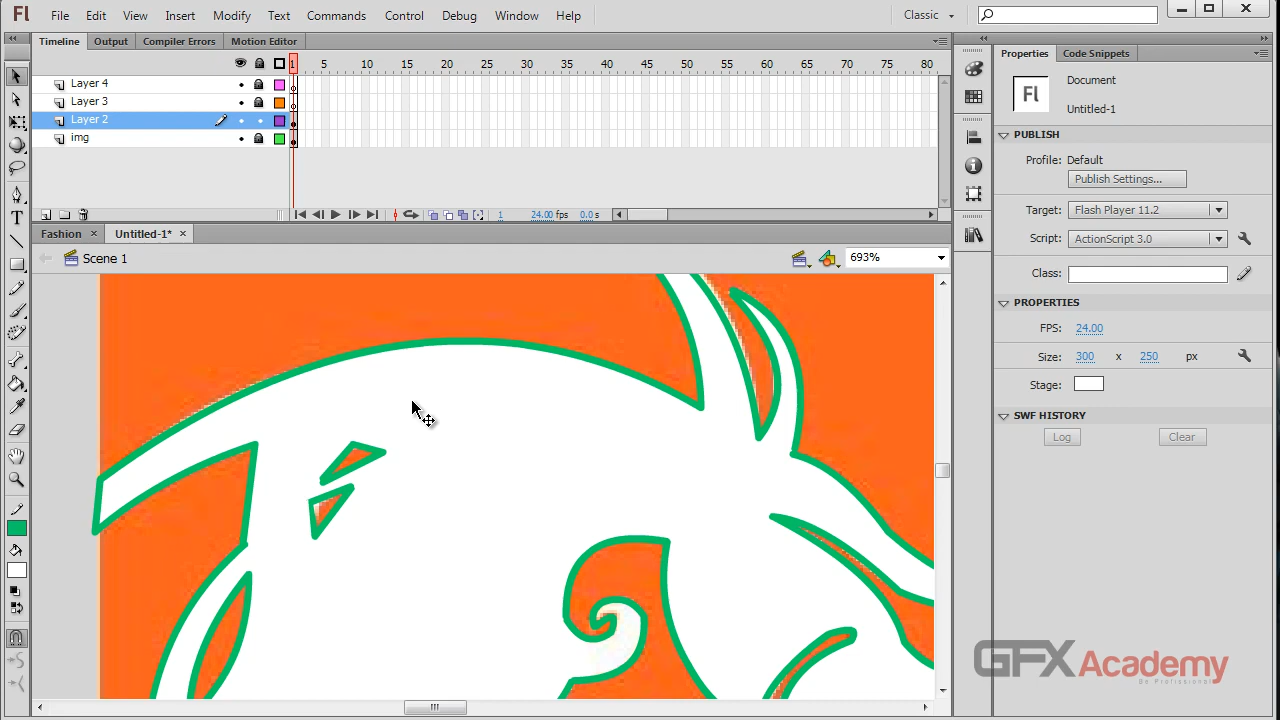 Fl File Edit View Insert Modify Text Commands Control Debug Window Help Classic
Timeline Output Compiler Errors Motion Editor
1 5 10 15 20 25 30 35 40 45 50 55 60 65 70 75 80
Layer 4
Layer 3
Layer 2
img
1 24.00 fps 0.0 s
Fashion × Untitled-1* ×
Scene 1 693%
Properties Code Snippets
Fl
Document
Untitled-1
PUBLISH
Profile: Default
Publish Settings...
Target: Flash Player 11.2
Script: ActionScript 3.0
Class:
PROPERTIES
FPS: 24.00
Size: 300 x 250 px
Stage:
SWF HISTORY
Log Clear
T
GFX Academy
Be Professional